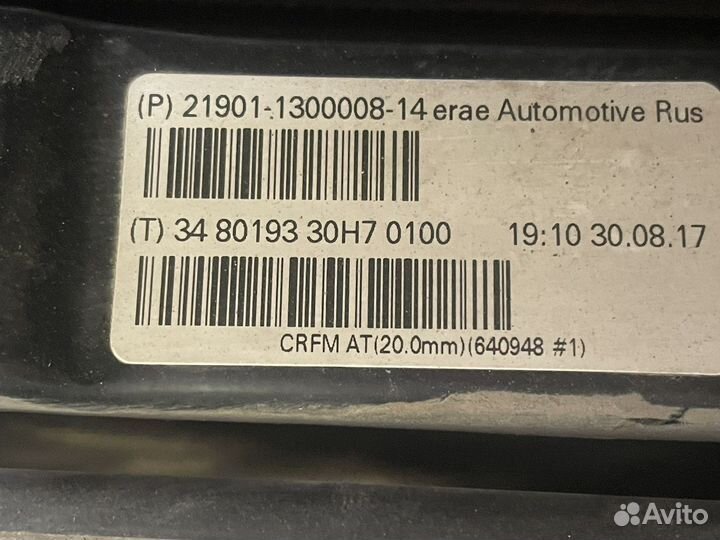 (P) 21901-1300008-14 erae Automotive Rus
(T) 34 80193 30H7 0100 19:10 30.08.17
CRFM AT(20.0mm)(640948 #1)
Avito